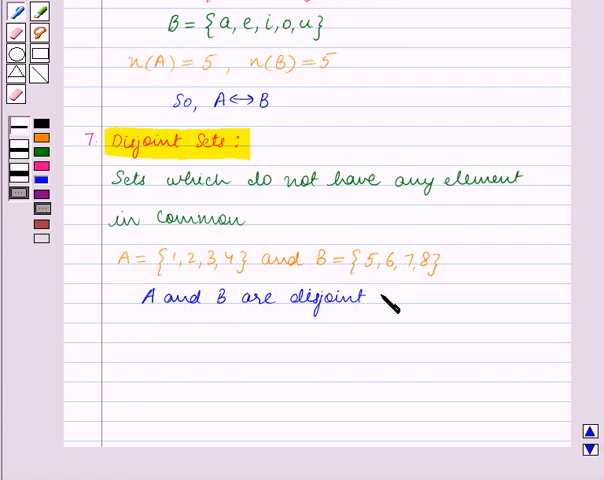 B = {a, e, i, o, u}
n(A) = 5 , n(B) = 5
So, A ↔ B
7. Disjoint Sets :
Sets which do not have any element
in common
A = {1, 2, 3, 4} and B = {5, 6, 7, 8}
A and B are disjoint